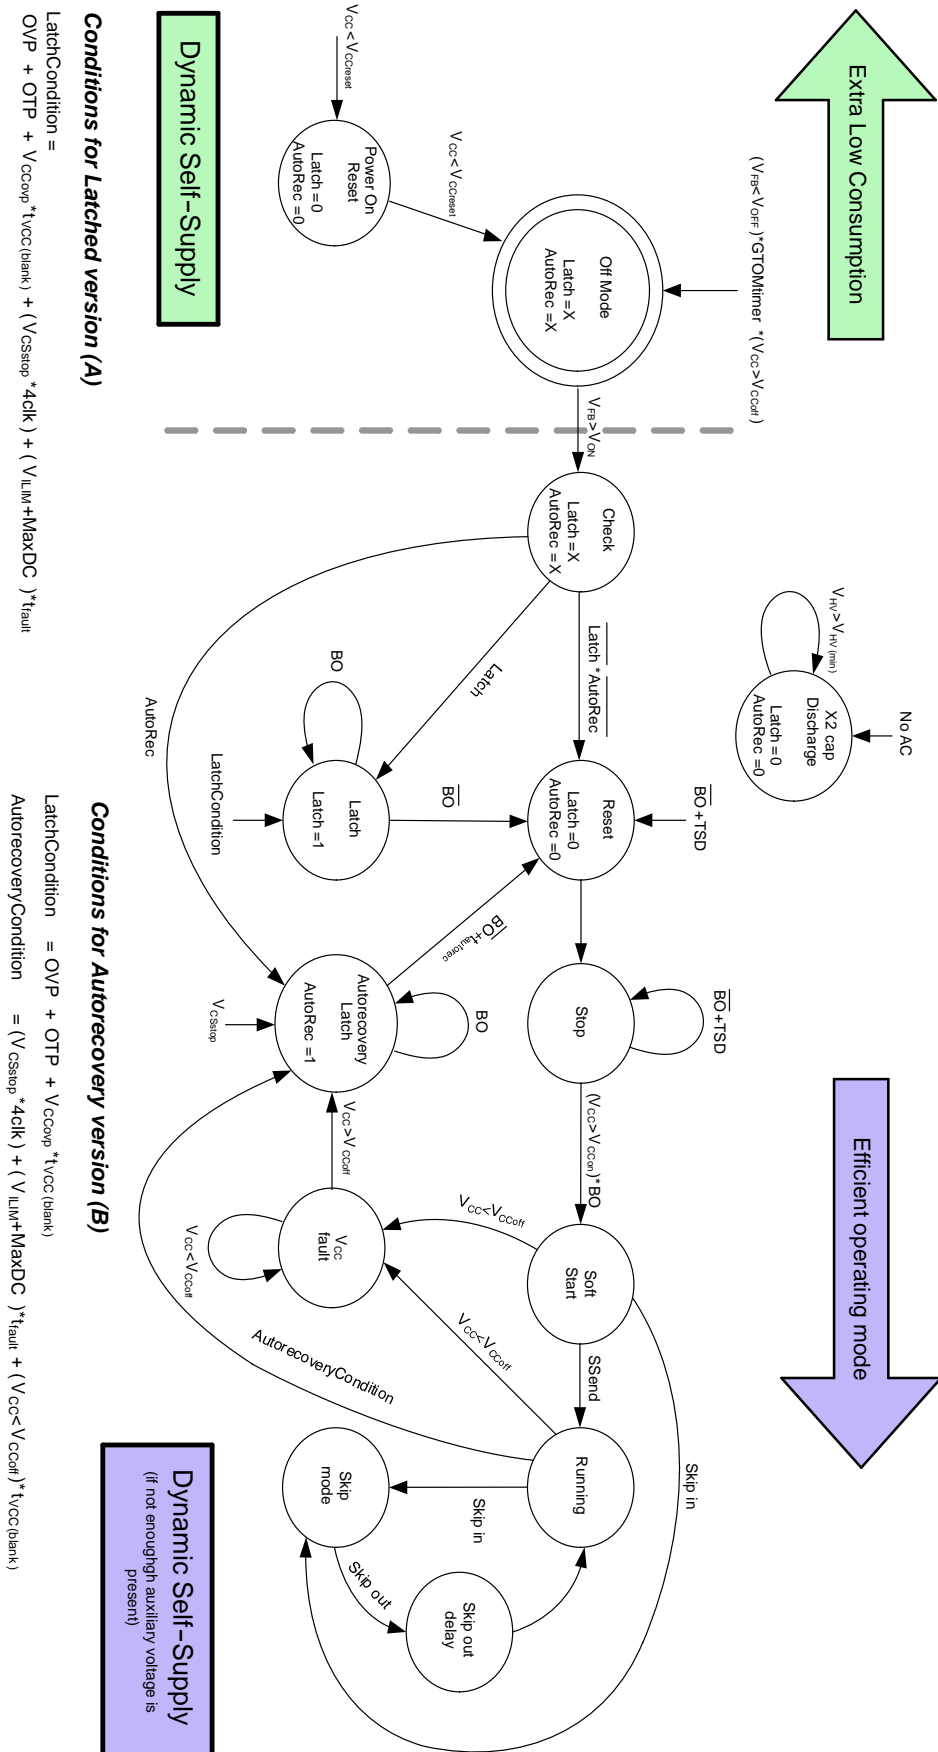 Extra Low Consumption
Efficient operating mode
(VFB<VOFF)*GTOMtimer *(VCC>VCCoff)
No AC
VHV>VHV(min)
X2 cap
Discharge
Latch =0
AutoRec =0
Skip in
VCC<VCCreset
Power On
Reset
Latch =0
AutoRec =0
VCC<VCCreset
Off Mode
Latch =X
AutoRec =X
VFB>VON
Check
Latch =X
AutoRec =X
Latch * AutoRec
BO + TSD
Reset
Latch =0
AutoRec =0
BO+TSD
Stop
(VCC>VCCon)*BO
Soft
Start
SSend
Running
Latch
BO
BO
Latch
Latch =1
LatchCondition
AutoRec
BO+tautorec
BO
Autorecovery
Latch
AutoRec =1
VCSstop
VCC>VCCoff
VCC<VCCoff
VCC<VCCoff
VCC
fault
VCC<VCCoff
AutorecoveryCondition
Skip in
Skip
mode
Skip out
Skip out
delay
Dynamic Self-Supply
Dynamic Self-Supply
(if not enoughgh auxiliary voltage is
present)
Conditions for Latched version (A)
LatchCondition =
OVP + OTP + VCCovp*tVCC(blank) + (VCSstop*4clk) + (VILIM+MaxDC )*tfault
Conditions for Autorecovery version (B)
LatchCondition = OVP + OTP + VCCovp*tVCC(blank)
AutorecoveryCondition = (VCSstop*4clk) + (VILIM+MaxDC )*tfault + (VCC<VCCoff)*tVCC(blank)